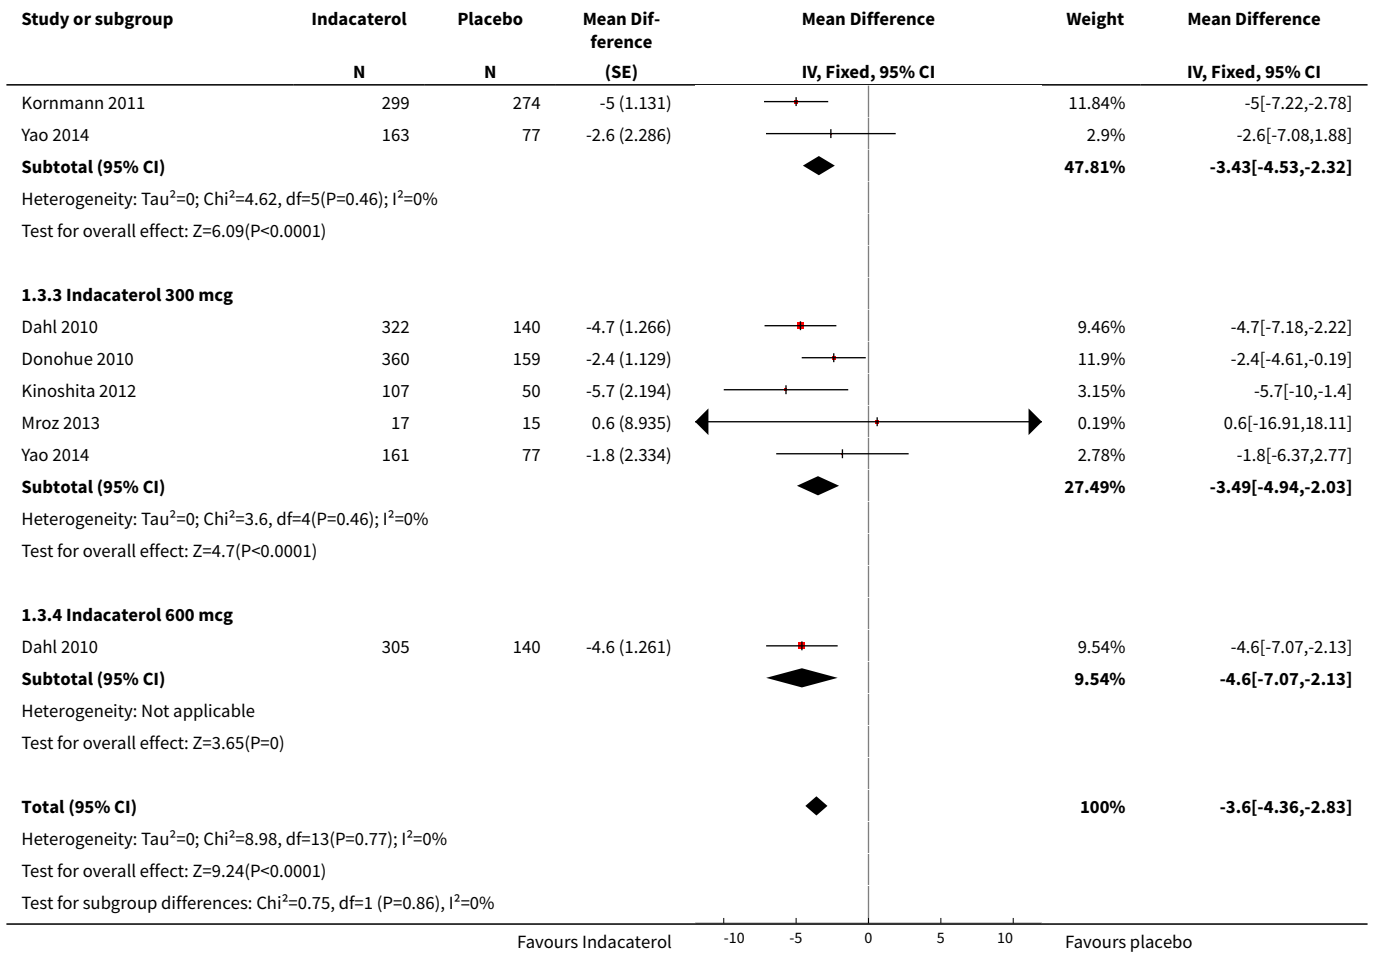 Study or subgroup Indacaterol Placebo Mean Dif- Mean Difference Weight Mean Difference
ference
N N (SE) IV, Fixed, 95% CI IV, Fixed, 95% CI
Kornmann 2011 299 274 -5 (1.131) 11.84% -5[-7.22,-2.78]
Yao 2014 163 77 -2.6 (2.286) 2.9% -2.6[-7.08,1.88]
Subtotal (95% CI) 47.81% -3.43[-4.53,-2.32]
Heterogeneity: Tau²=0; Chi²=4.62, df=5(P=0.46); I²=0%
Test for overall effect: Z=6.09(P<0.0001)
1.3.3 Indacaterol 300 mcg
Dahl 2010 322 140 -4.7 (1.266) 9.46% -4.7[-7.18,-2.22]
Donohue 2010 360 159 -2.4 (1.129) 11.9% -2.4[-4.61,-0.19]
Kinoshita 2012 107 50 -5.7 (2.194) 3.15% -5.7[-10,-1.4]
Mroz 2013 17 15 0.6 (8.935) 0.19% 0.6[-16.91,18.11]
Yao 2014 161 77 -1.8 (2.334) 2.78% -1.8[-6.37,2.77]
Subtotal (95% CI) 27.49% -3.49[-4.94,-2.03]
Heterogeneity: Tau²=0; Chi²=3.6, df=4(P=0.46); I²=0%
Test for overall effect: Z=4.7(P<0.0001)
1.3.4 Indacaterol 600 mcg
Dahl 2010 305 140 -4.6 (1.261) 9.54% -4.6[-7.07,-2.13]
Subtotal (95% CI) 9.54% -4.6[-7.07,-2.13]
Heterogeneity: Not applicable
Test for overall effect: Z=3.65(P=0)
Total (95% CI) 100% -3.6[-4.36,-2.83]
Heterogeneity: Tau²=0; Chi²=8.98, df=13(P=0.77); I²=0%
Test for overall effect: Z=9.24(P<0.0001)
Test for subgroup differences: Chi²=0.75, df=1 (P=0.86), I²=0%
Favours Indacaterol -10 -5 0 5 10 Favours placebo